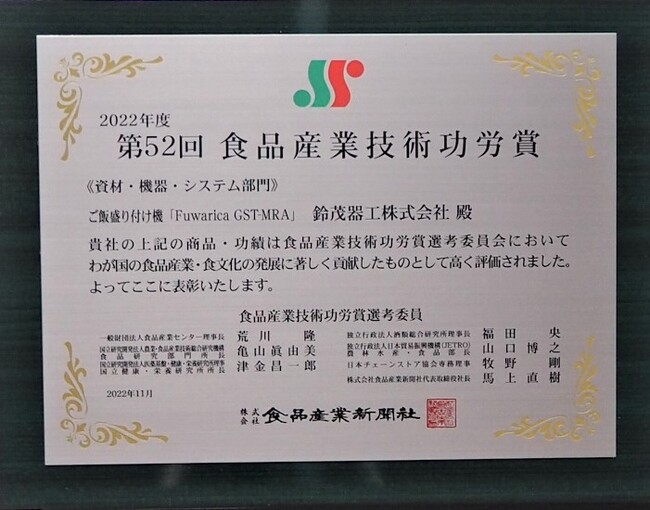 2022年度
第52回 食品産業技術功労賞
《資材・機器・システム部門》
ご飯盛り付け機「Fuwarica GST-MRA」 鈴茂器工株式会社 殿
貴社の上記の商品・功績は食品産業技術功労賞選考委員会において
わが国の食品産業・食文化の発展に著しく貢献したものとして高く評価されました。
よってここに表彰いたします。
食品産業技術功労賞選考委員
一般財団法人食品産業センター理事長 荒川 隆
国立研究開発法人農業・食品産業技術総合研究機構
食品研究部門所長 亀山眞由美
国立研究開発法人医薬基盤・健康・栄養研究所理事
国立健康・栄養研究所所長 津金昌一郎
独立行政法人酒類総合研究所理事長 福田 央
独立行政法人日本貿易振興機構(JETRO)
農林水産・食品部長 山口博之
日本チェーンストア協会専務理事 牧野 剛
株式会社食品産業新聞社代表取締役社長 馬上直樹
2022年11月
株式会社 食品産業新聞社